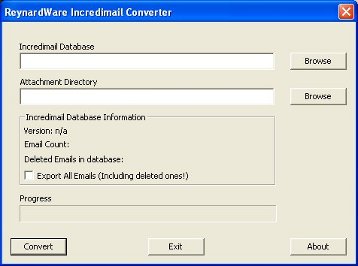 ReynardWare Incredimail Converter
Incredimail Database
Browse
Attachment Directory
Browse
Incredimail Database Information
Version: n/a
Email Count:
Deleted Emails in database:
Export All Emails (Including deleted ones!)
Progress
Convert
Exit
About